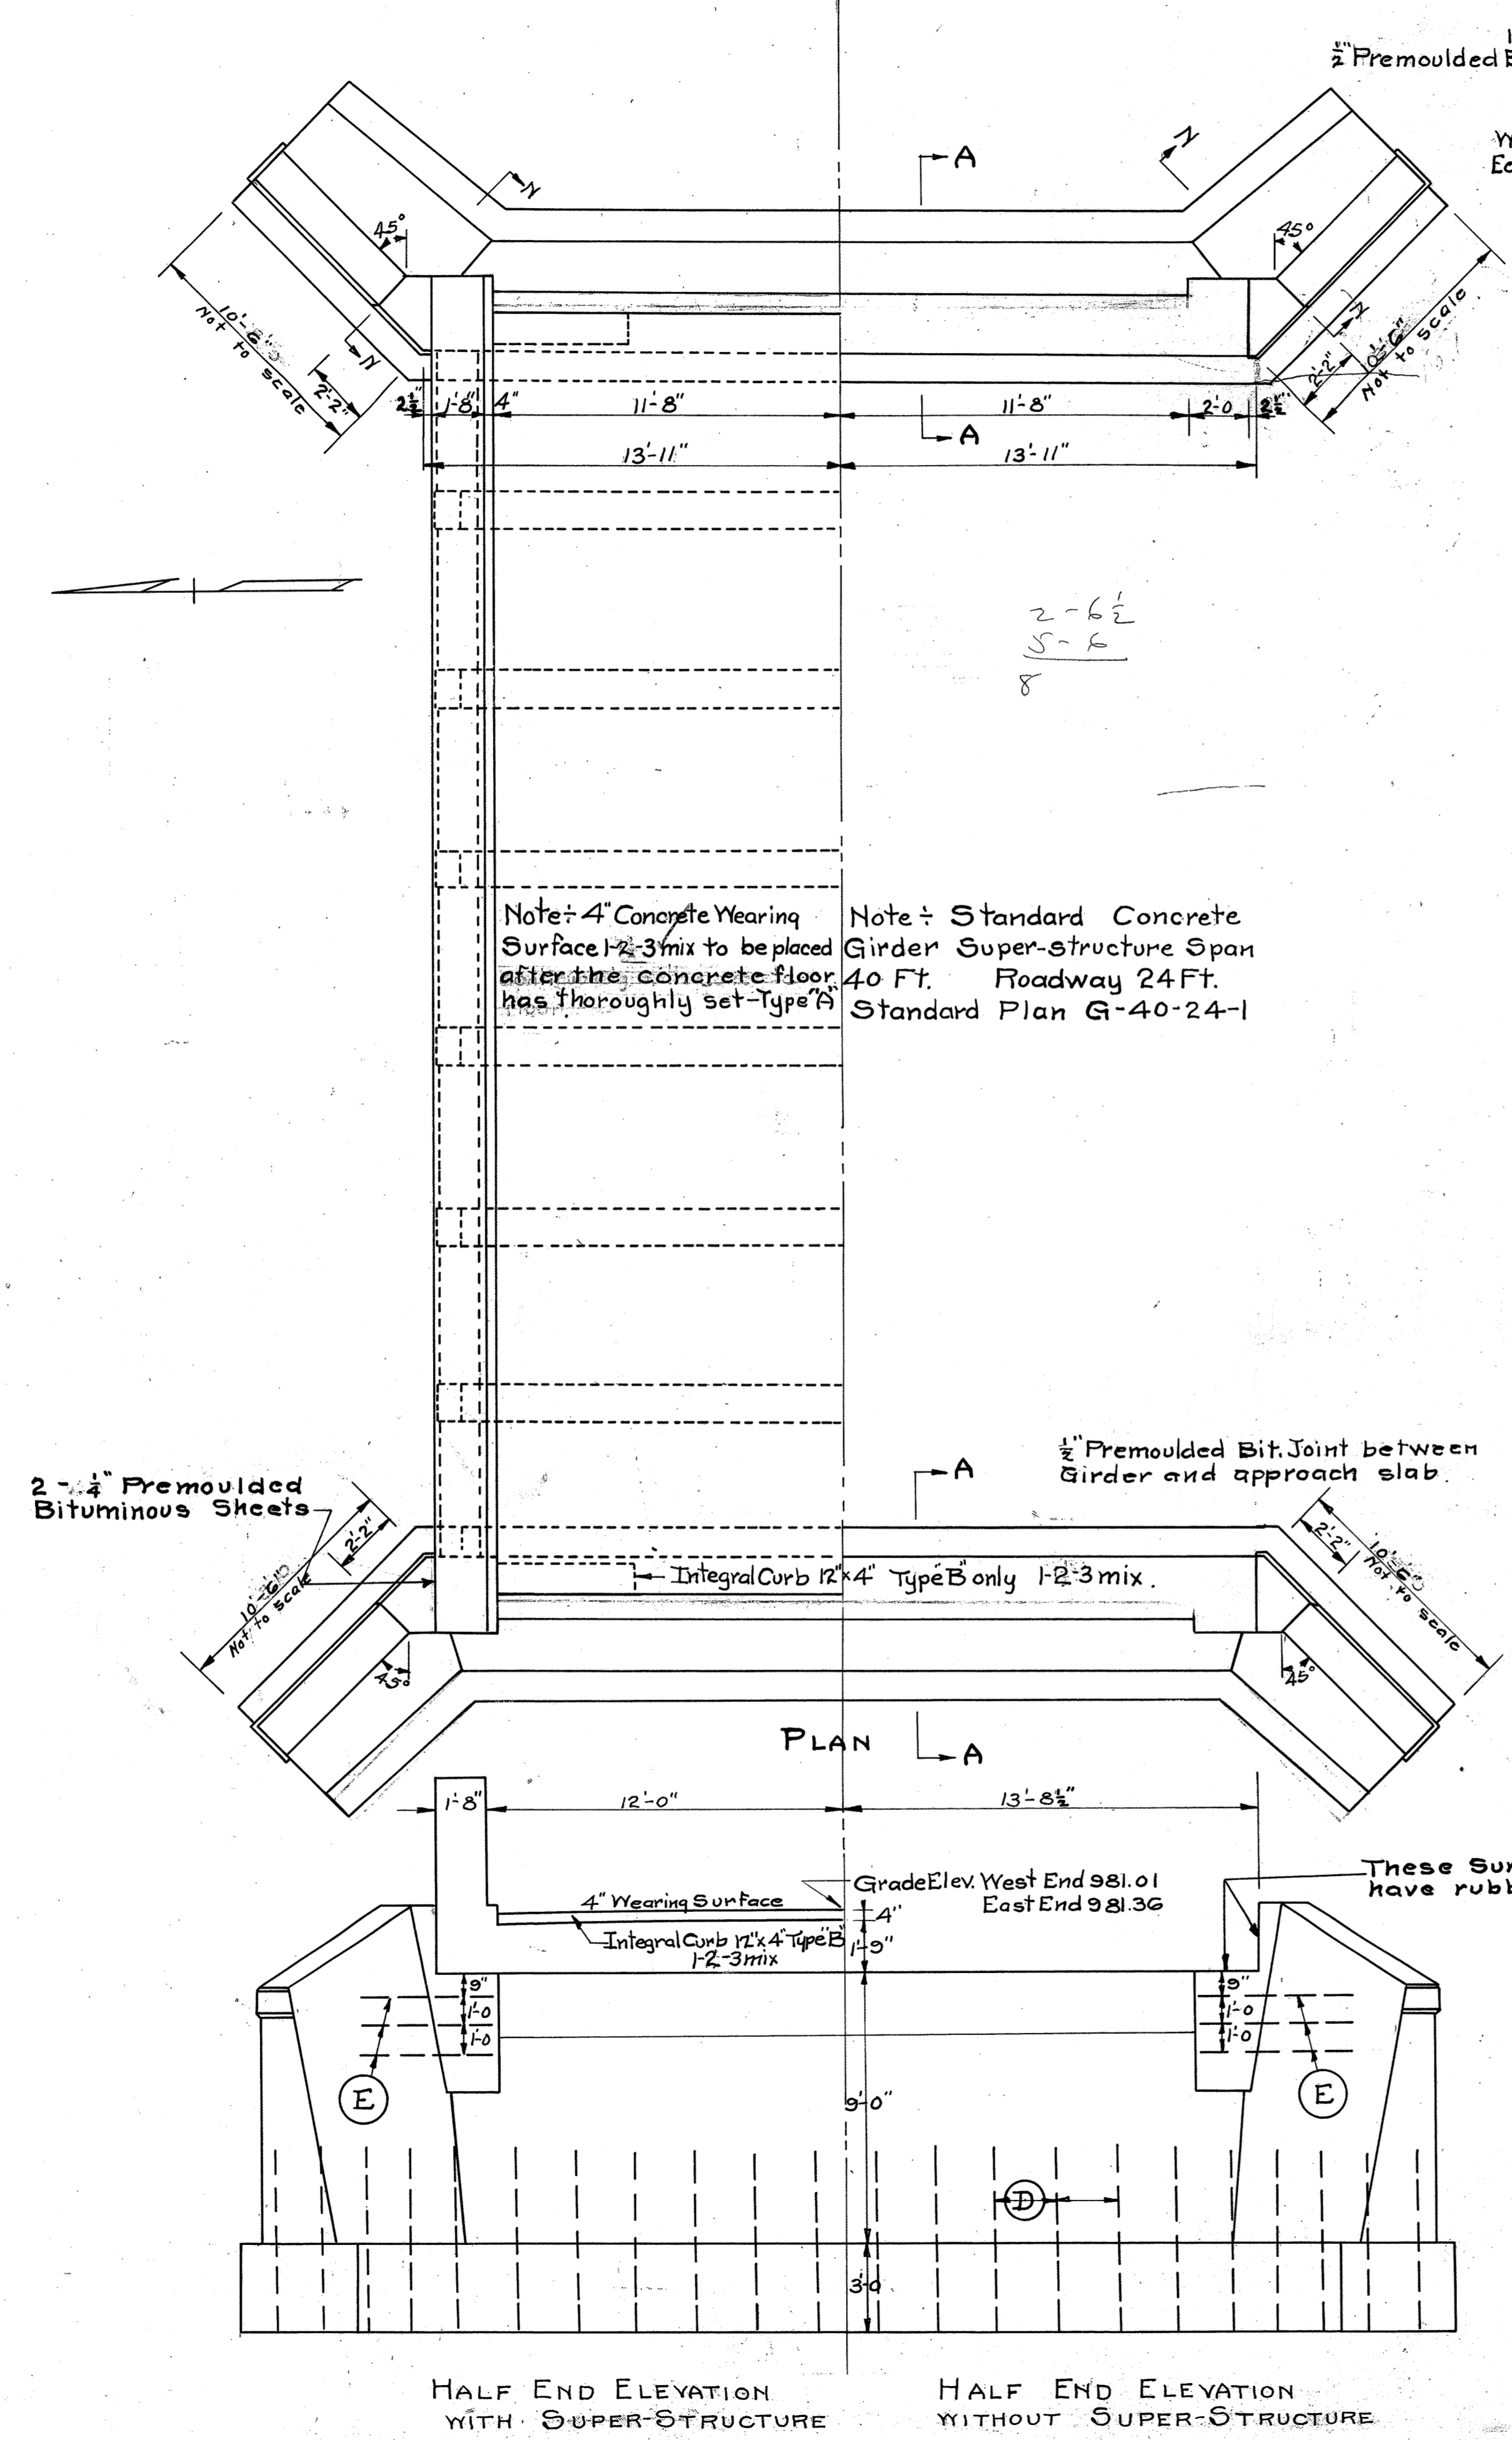 ½" Premoulded
A
N
N
45°
45°
10'-6"
Not to scale
2'-2"
N
N
2'-2"
10'-6"
Not to scale
2½" 1'-8" 4" 11'-8" 11'-8" 2'-0 2½"
A
13'-11" 13'-11"
2-6½
5-6
8
Note÷ 4" Concrete Wearing
Surface 1-2-3 mix to be placed
after the concrete floor
has thoroughly set-Type "A"
Note÷ Standard Concrete
Girder Super-structure Span
40 Ft. Roadway 24 Ft.
Standard Plan G-40-24-1
½" Premoulded Bit. Joint between
Girder and approach slab.
A
2-¼" Premoulded
Bituminous Sheets
2'-2"
10'-6"
Not to scale
2'-2"
10'-6"
Not to scale
Integral Curb 12"x4" Type "B" only 1-2-3 mix.
45°
45°
PLAN
A
1'-8" 12'-0" 13'-8½"
These Sur
have rubb
Grade Elev. West End 981.01
East End 981.36
4" Wearing Surface
4"
Integral Curb 12"x4" Type "B"
1-2-3 mix
1'-9"
9"
1'-0
1'-0
9"
1'-0
1'-0
E
E
9'-0"
D
3'-0
HALF END ELEVATION
WITH SUPER-STRUCTURE
HALF END ELEVATION
WITHOUT SUPER-STRUCTURE